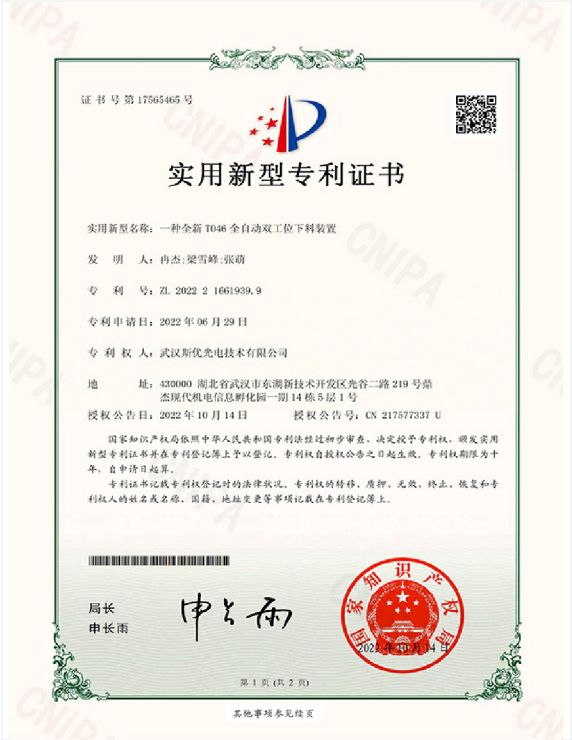 证书号第17565465号
实用新型专利证书
实用新型名称：一种全新TO46全自动双工位下料装置
发明人：冉杰;梁雪峰;张萌
专利号：ZL 2022 2 1661939.9
专利申请日：2022年06月29日
专利权人：武汉斯优光电技术有限公司
地址：430000 湖北省武汉市东湖新技术开发区光谷二路219号鼎
杰现代机电信息孵化园一期14栋5层1号
授权公告日：2022年10月14日 授权公告号：CN 217577337 U
国家知识产权局依照中华人民共和国专利法经过初步审查，决定授予专利权，颁发实用
新型专利证书并在专利登记簿上予以登记。专利权自授权公告之日起生效。专利权期限为十
年，自申请日起算。
专利证书记载专利权登记时的法律状况。专利权的转移、质押、无效、终止、恢复和专
利权人的姓名或名称、国籍、地址变更等事项记载在专利登记簿上。
局长
申长雨
申长雨
国家知识产权局
2022年10月14日
第 1 页 (共 2 页)
其他事项参见续页
CNIPA